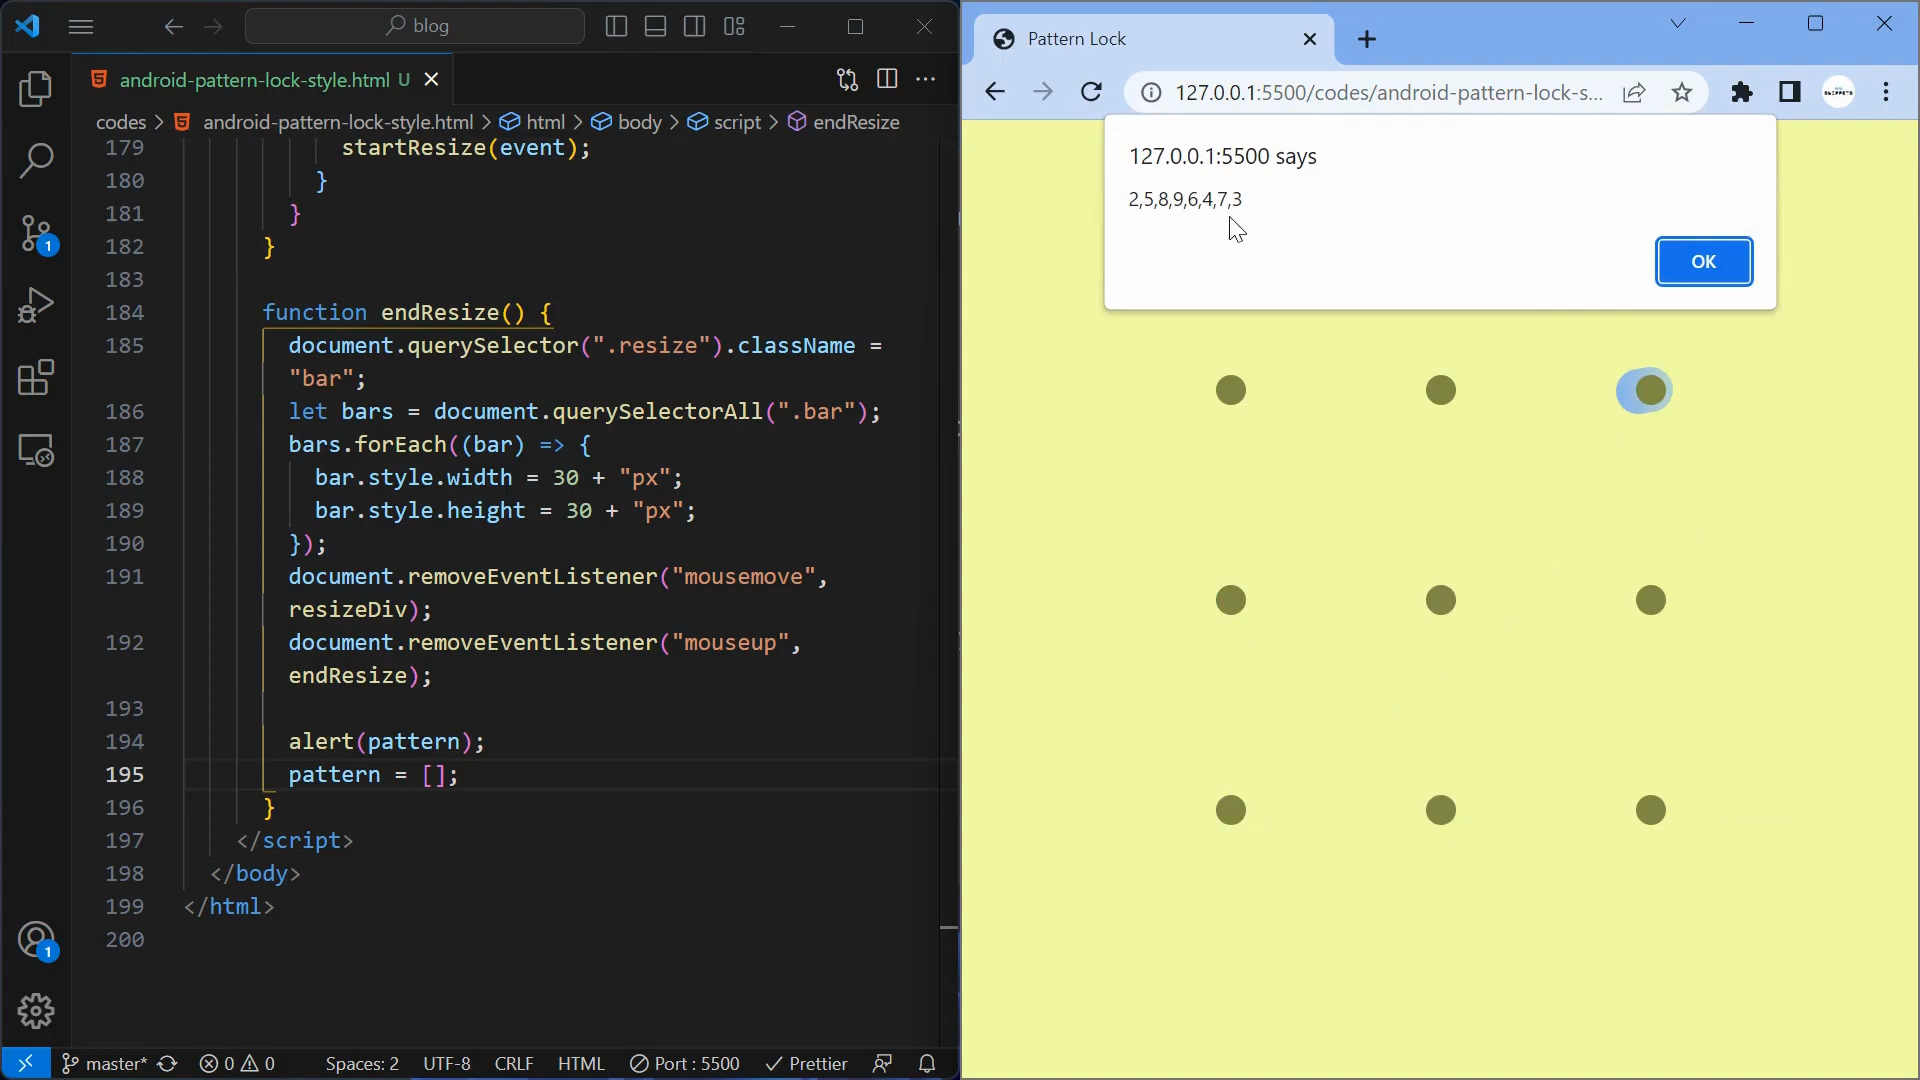 blog
android-pattern-lock-style.html U
codes > android-pattern-lock-style.html > html > body > script > endResize
179 startResize(event);
180 }
181 }
182 }
183
184 function endResize() {
185 document.querySelector(".resize").className =
"bar";
186 let bars = document.querySelectorAll(".bar");
187 bars.forEach((bar) => {
188 bar.style.width = 30 + "px";
189 bar.style.height = 30 + "px";
190 });
191 document.removeEventListener("mousemove",
resizeDiv);
192 document.removeEventListener("mouseup",
endResize);
193
194 alert(pattern);
195 pattern = [];
196 }
197 </script>
198 </body>
199 </html>
200
1
1
master* 0 0 Spaces: 2 UTF-8 CRLF HTML Port : 5500 Prettier
Pattern Lock
127.0.0.1:5500/codes/android-pattern-lock-s...
127.0.0.1:5500 says
2,5,8,9,6,4,7,3
OK